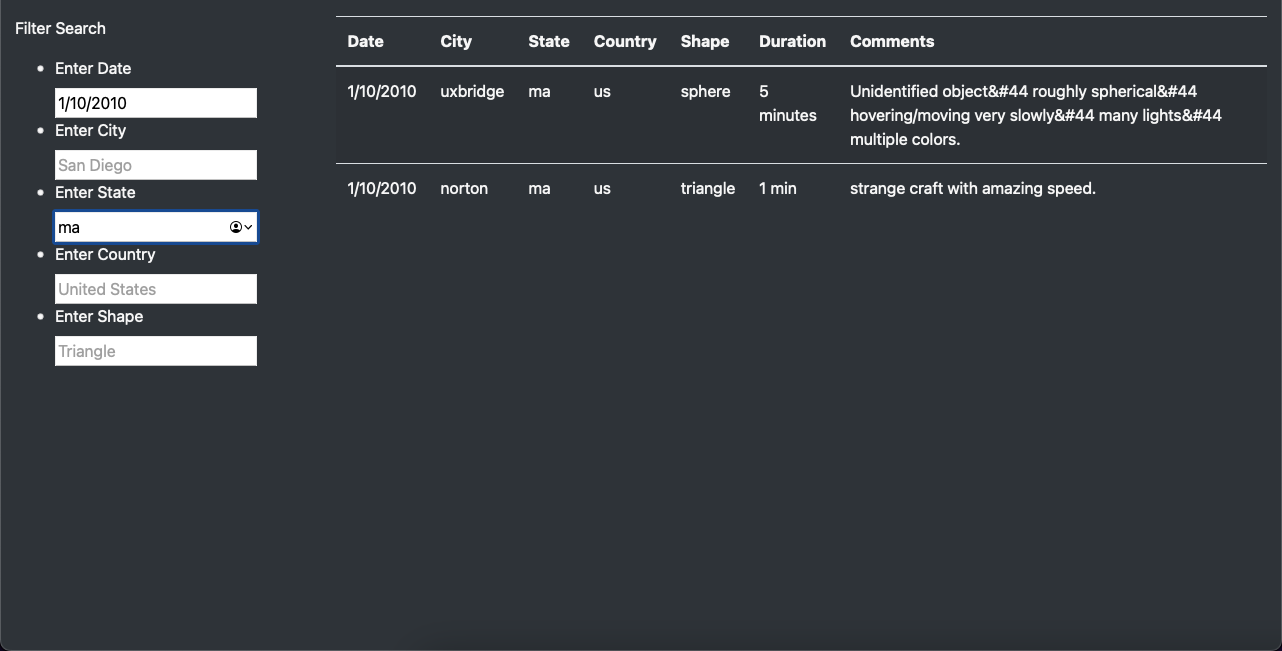 Filter Search
Enter Date
1/10/2010
Enter City
San Diego
Enter State
ma
Enter Country
United States
Enter Shape
Triangle
Date City State Country Shape Duration Comments
1/10/2010 uxbridge ma us sphere 5 Unidentified object&#44 roughly spherical&#44
minutes hovering/moving very slowly&#44 many lights&#44
multiple colors.
1/10/2010 norton ma us triangle 1 min strange craft with amazing speed.